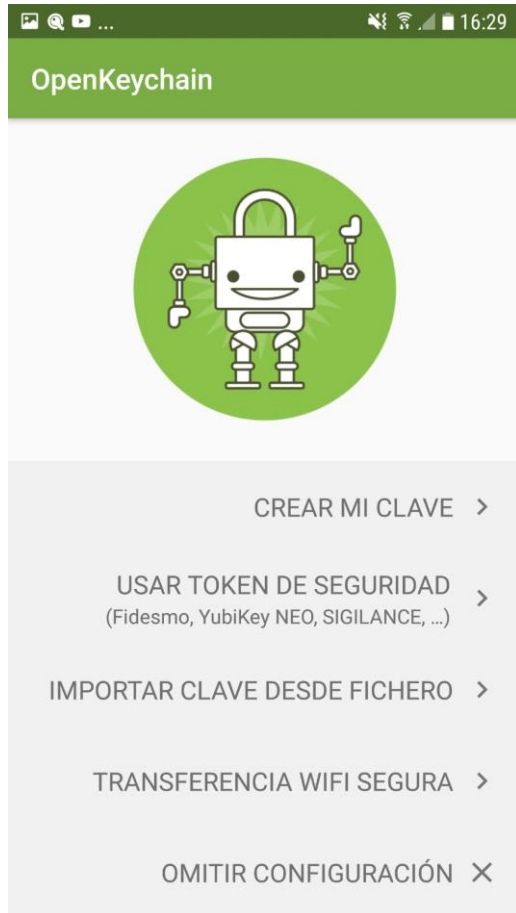 ... 16:29
OpenKeychain
CREAR MI CLAVE
USAR TOKEN DE SEGURIDAD
(Fidesmo, YubiKey NEO, SIGILANCE, ...)
IMPORTAR CLAVE DESDE FICHERO
TRANSFERENCIA WIFI SEGURA
OMITIR CONFIGURACIÓN